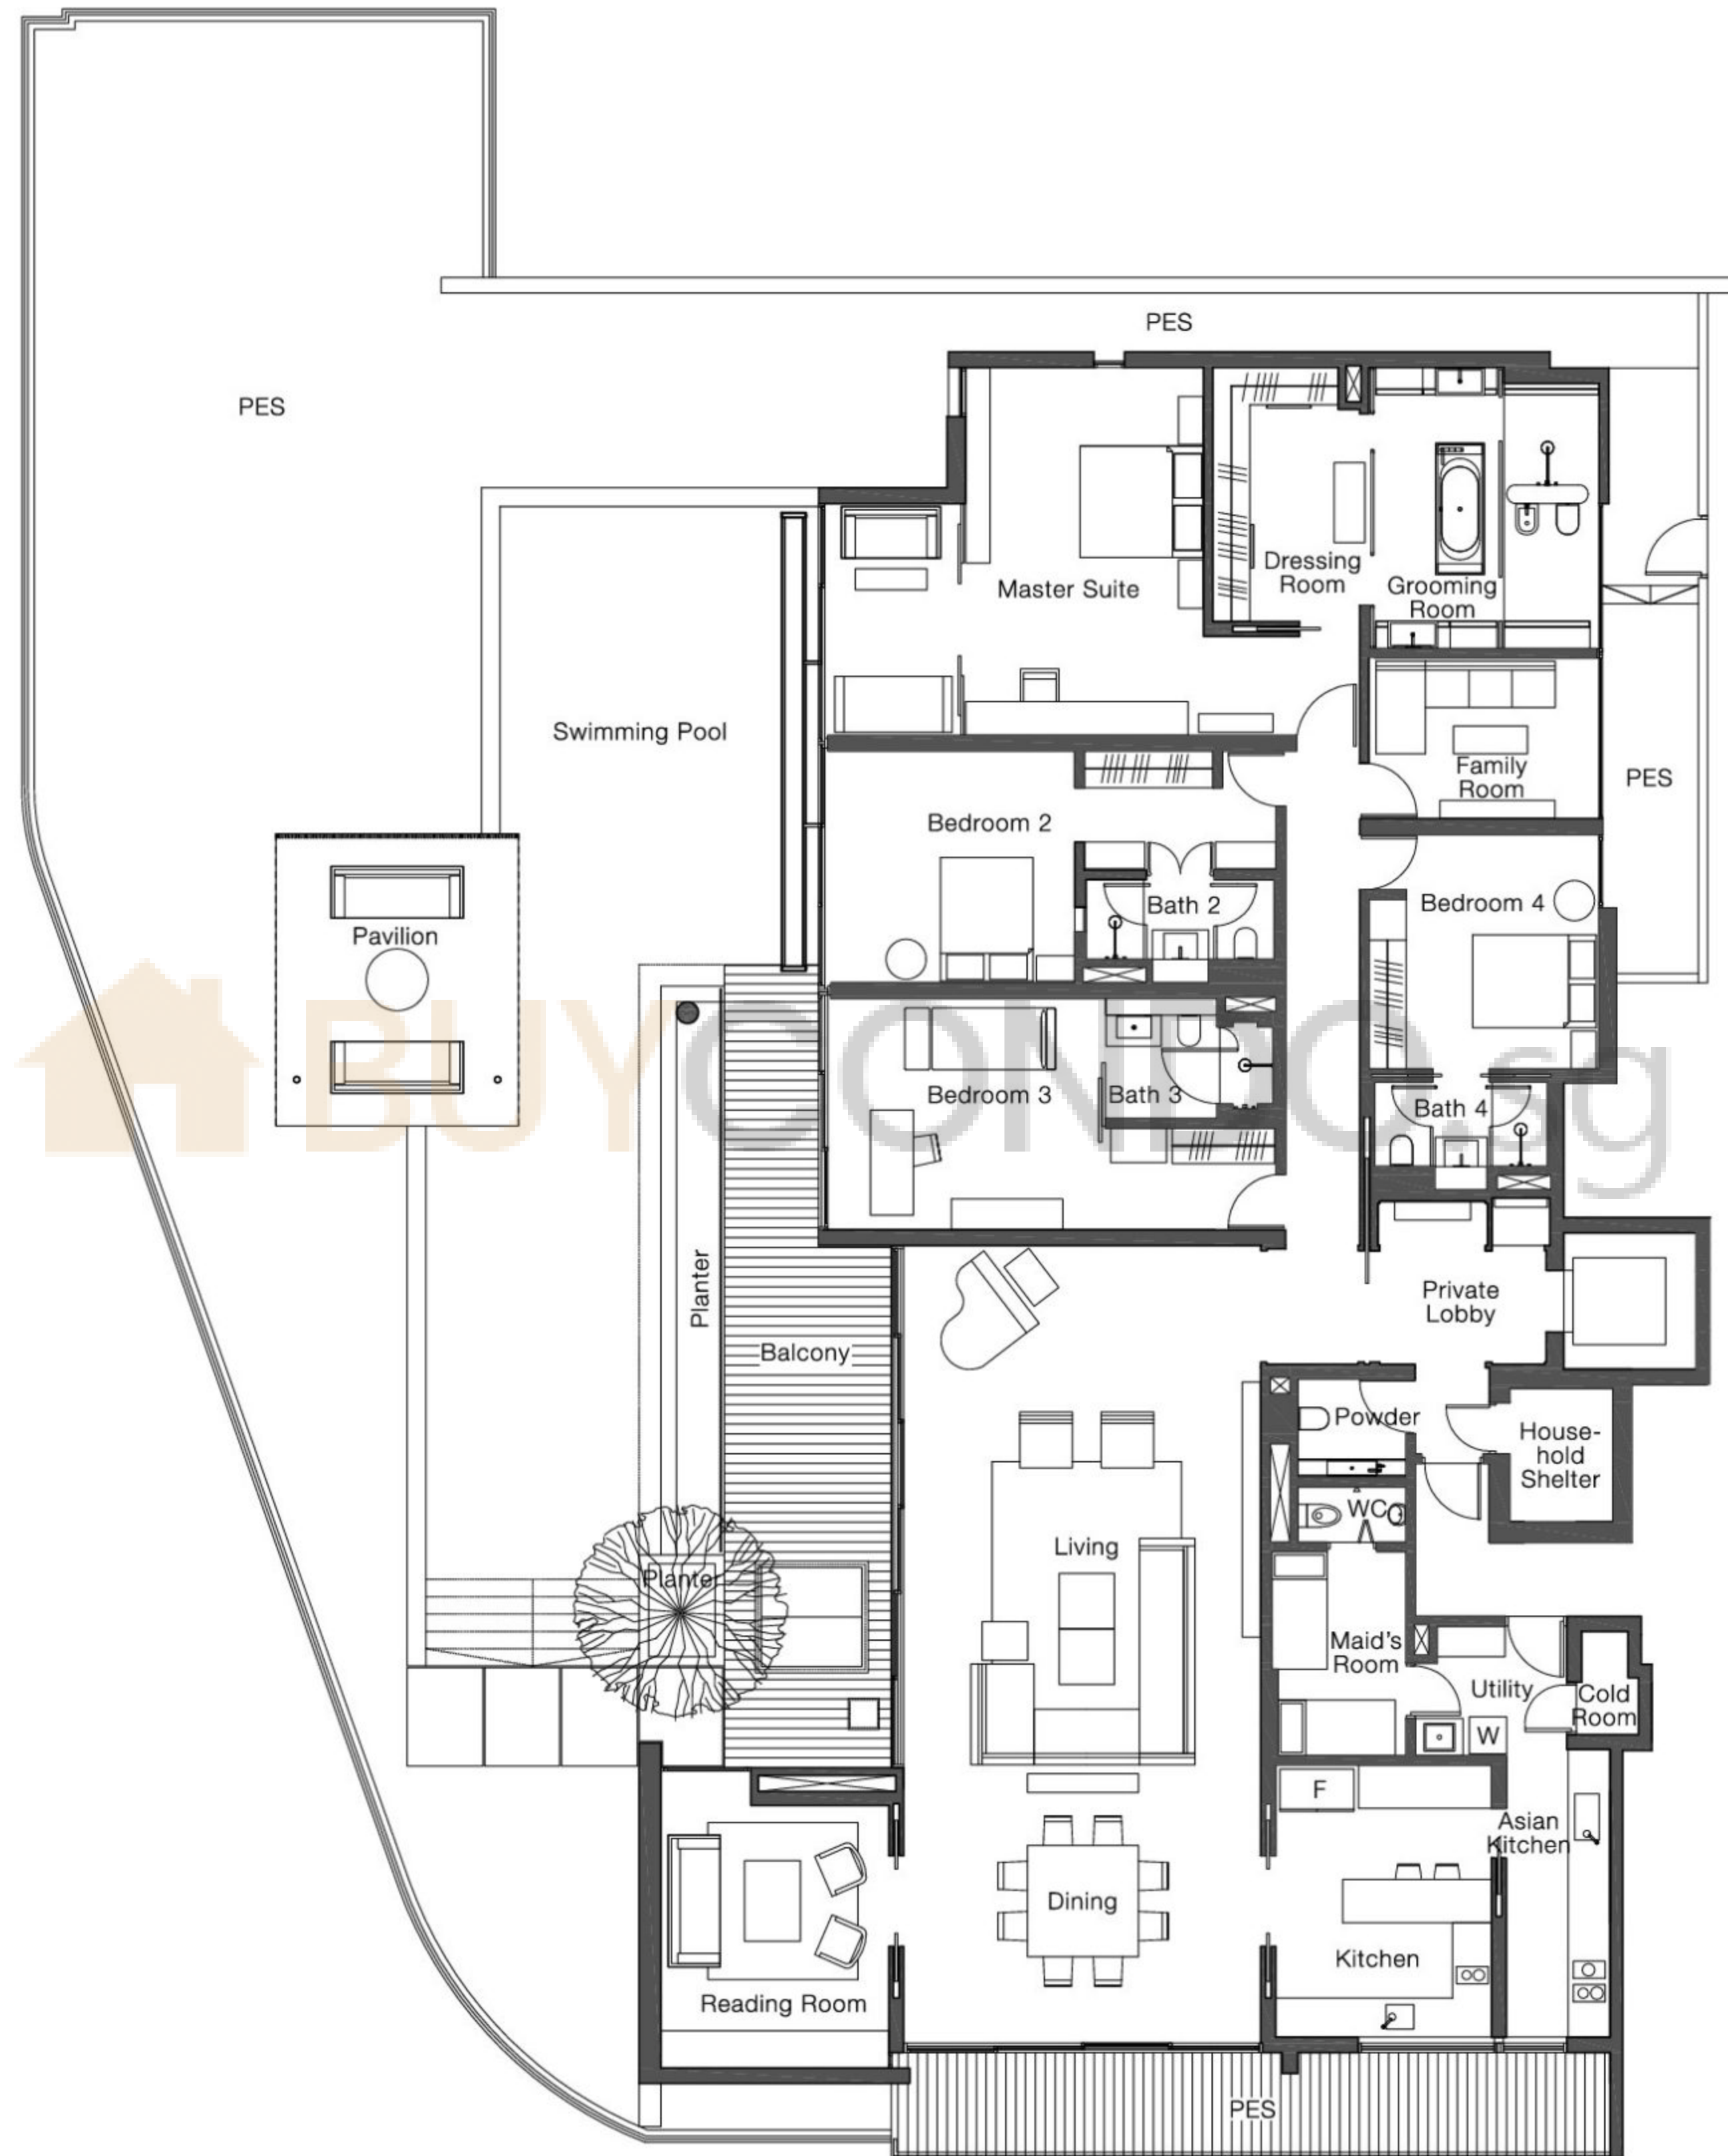 PES
PES
Dressing
Room
Grooming
Room
Master Suite
Swimming Pool
Family
Room
PES
Bedroom 2
Bath 2
Bedroom 4
Pavilion
BUYCONDO.sg
Bedroom 3
Bath 3
Bath 4
Planter
Private
Lobby
Balcony
Powder
House-
hold
Shelter
WC
Living
Planter
Maid's
Room
Utility
Cold
Room
W
F
Asian
Kitchen
Dining
Kitchen
Reading Room
PES